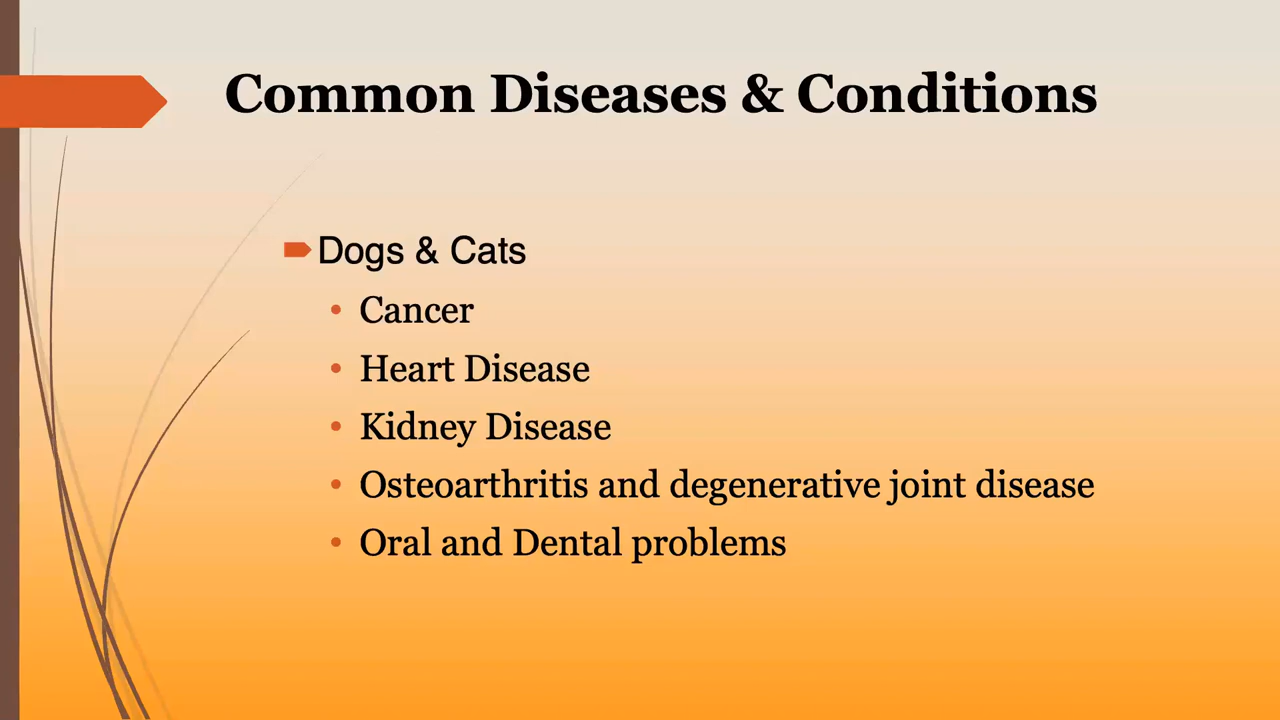 Common Diseases & Conditions
Dogs & Cats
Cancer
Heart Disease
Kidney Disease
Osteoarthritis and degenerative joint disease
Oral and Dental problems